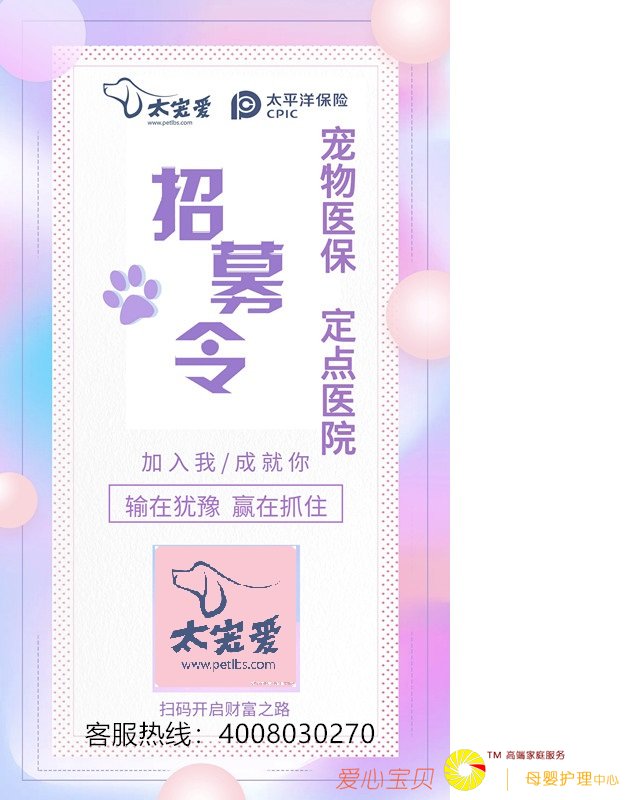 太宠爱
www.petlbs.com
太平洋保险
CPIC
宠物医保 定点医院
招募令
加入我/成就你
输在犹豫 赢在抓住
太宠爱
www.petlbs.com
扫码开启财富之路
客服热线：4008030270
爱心宝贝
TM 高端家庭服务
母婴护理中心